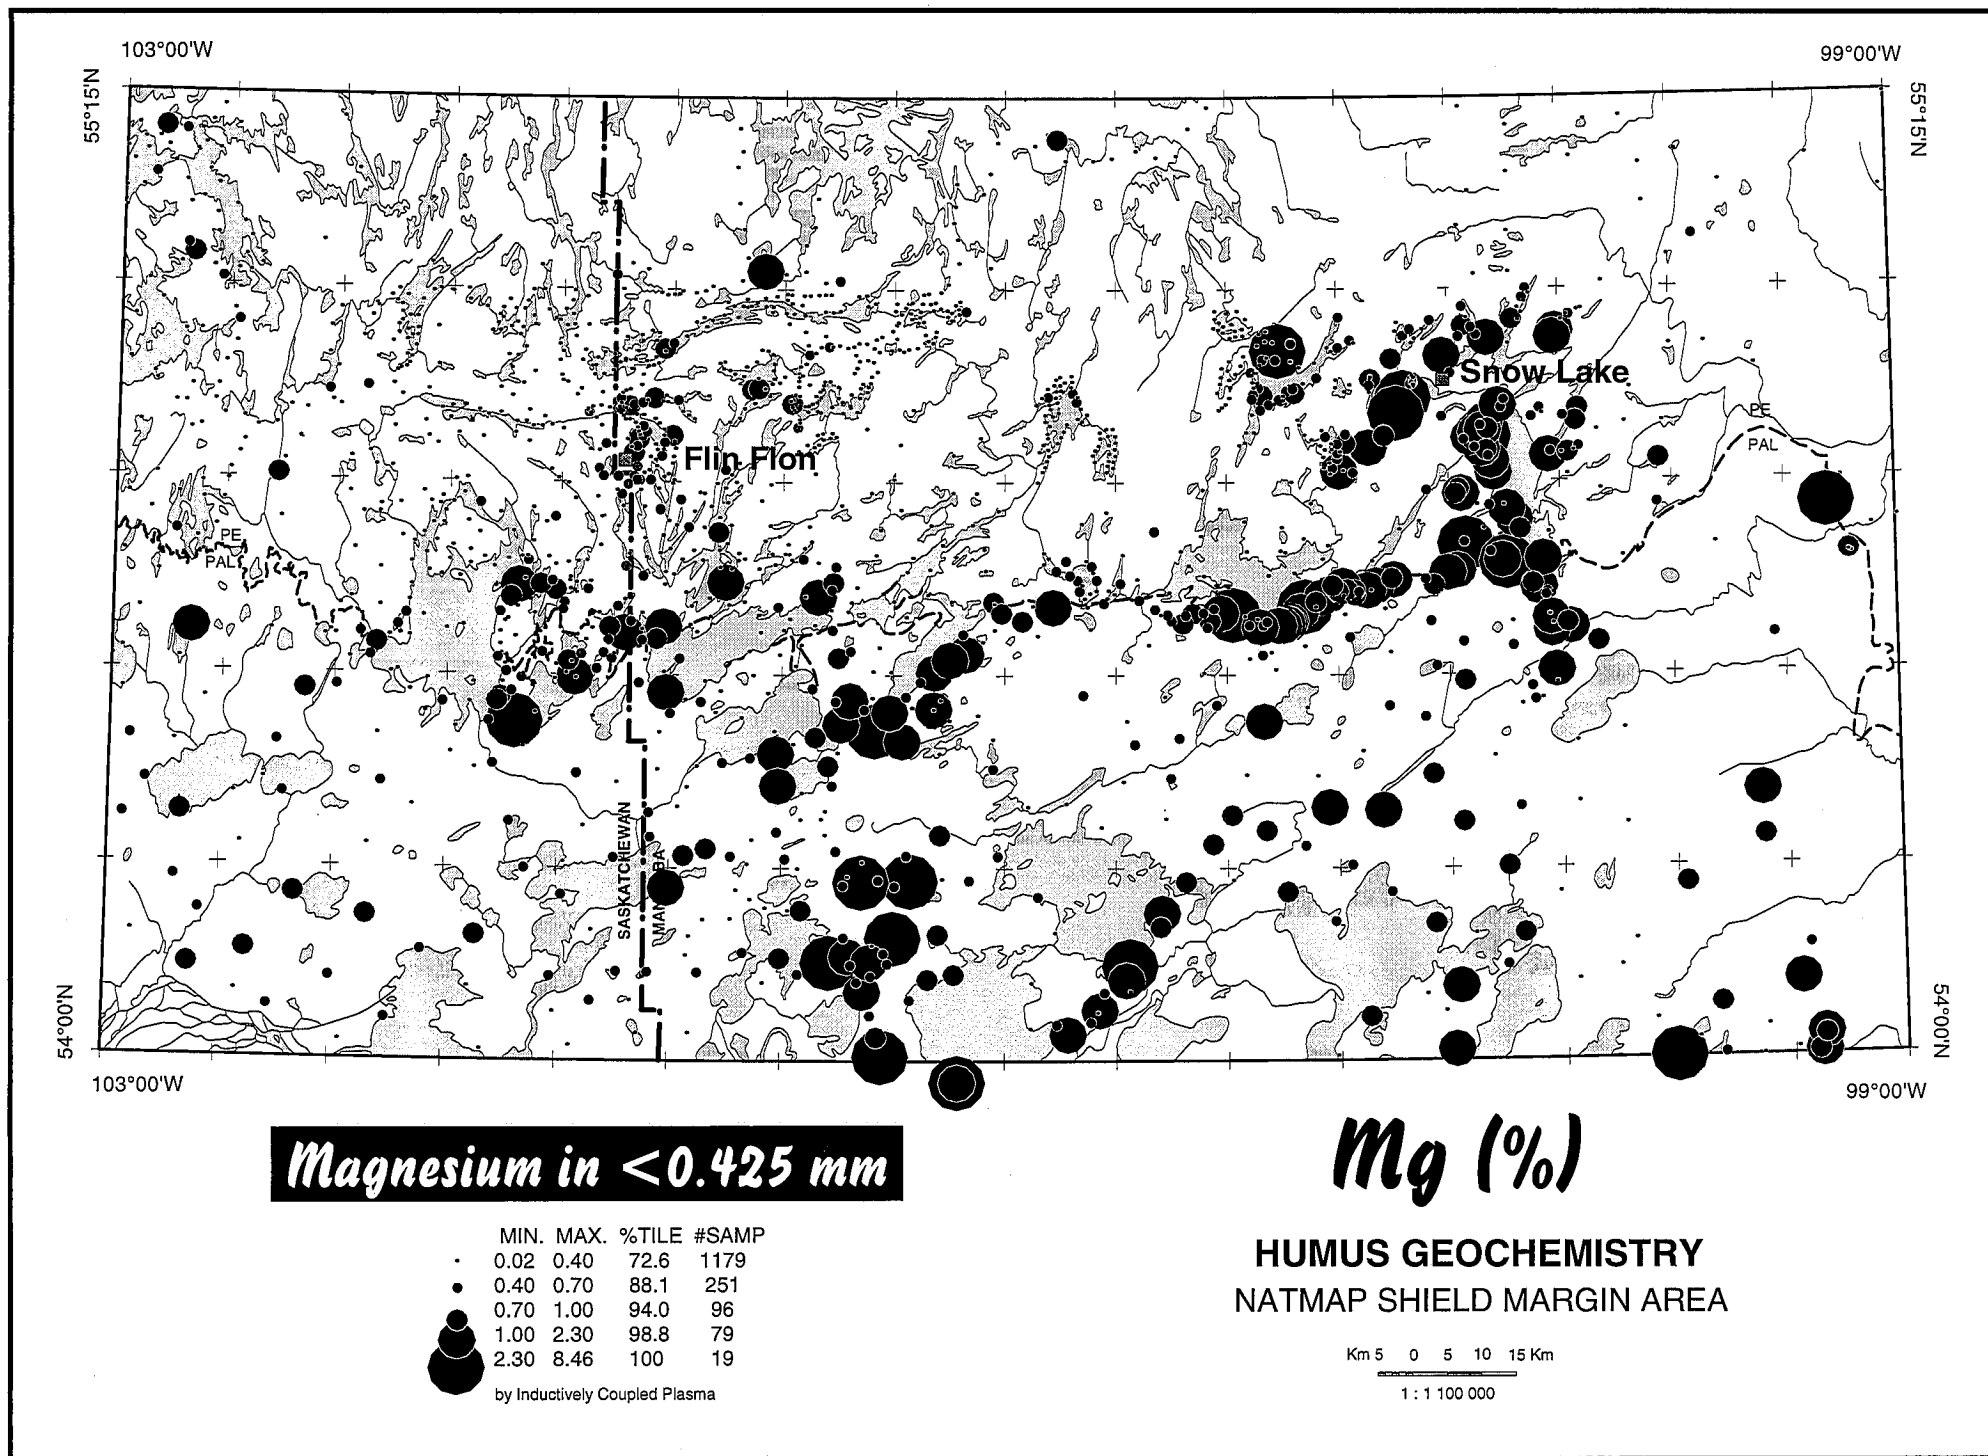 103°00'W
99°00'W
55°15'N
55°15'N
Snow Lake
PE
PAL
Flin Flon
PE
PAL
SASKATCHEWAN
54°00'N
54°00'N
103°00'W
99°00'W
Magnesium in <0.425 mm
Mg (%)
MIN. MAX. %TILE #SAMP
0.02 0.40 72.6 1179
0.40 0.70 88.1 251
0.70 1.00 94.0 96
1.00 2.30 98.8 79
2.30 8.46 100 19
by Inductively Coupled Plasma
HUMUS GEOCHEMISTRY
NATMAP SHIELD MARGIN AREA
Km 5 0 5 10 15 Km
1 : 1 100 000